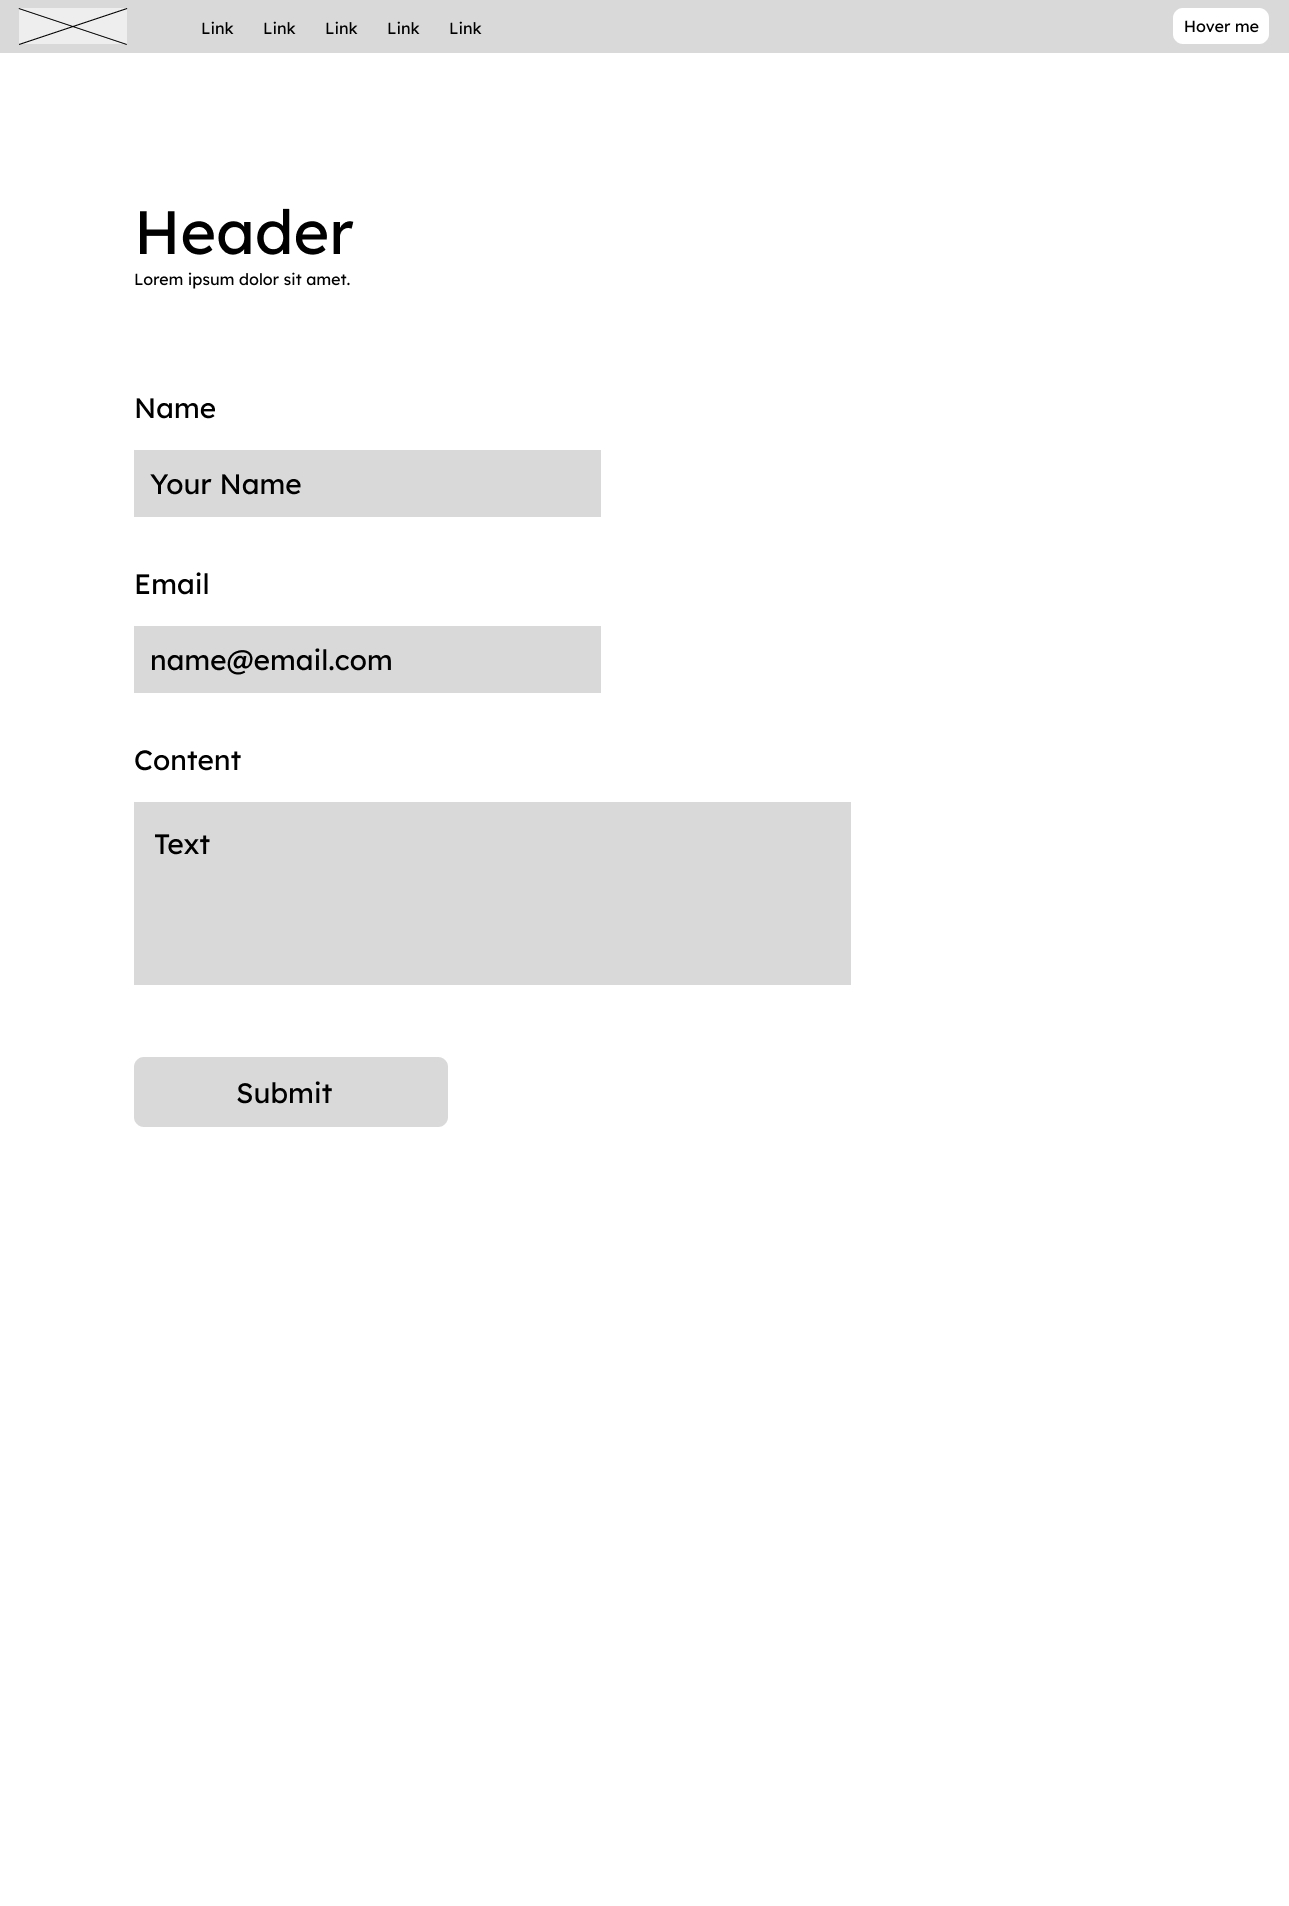 Link Link Link Link Link Hover me
Header
Lorem ipsum dolor sit amet.
Name
Your Name
Email
name@email.com
Content
Text
Submit